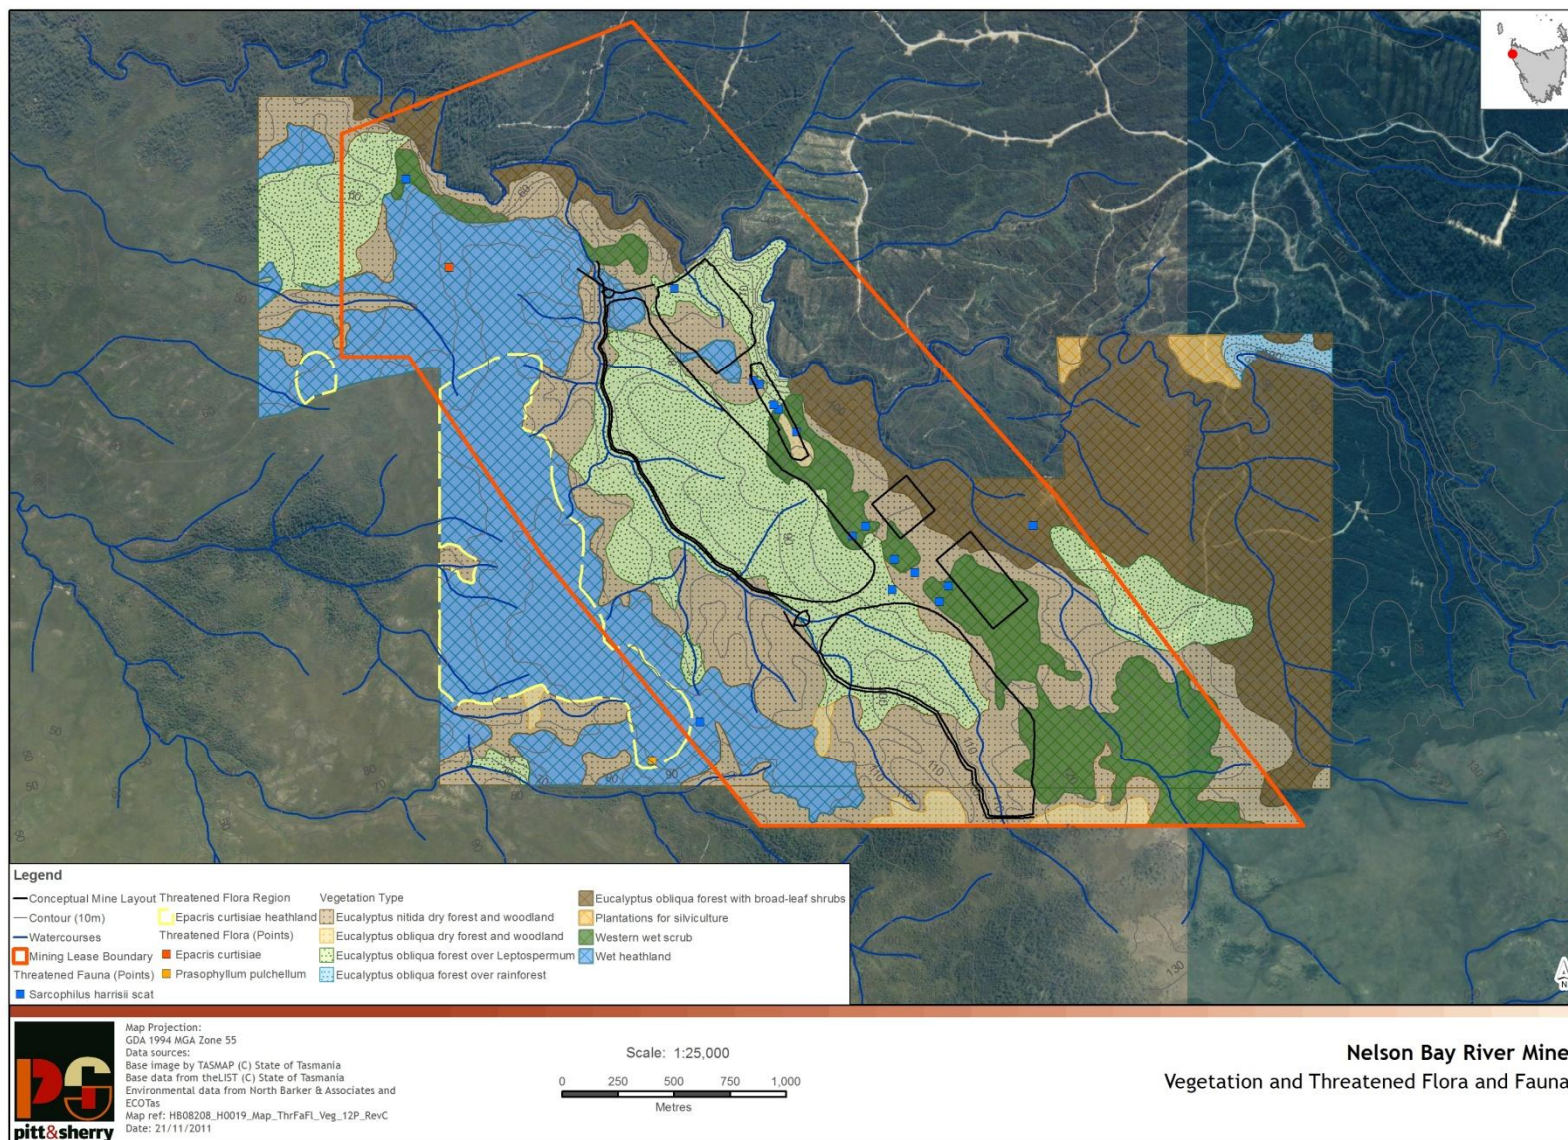 Legend
Conceptual Mine Layout
Contour (10m)
Watercourses
Mining Lease Boundary
Threatened Fauna (Points)
Sarcophilus harrisii scat
Threatened Flora Region
Epacris curtisiae heathland
Threatened Flora (Points)
Epacris curtisiae
Prasophyllum pulchellum
Vegetation Type
Eucalyptus nitida dry forest and woodland
Eucalyptus obliqua dry forest and woodland
Eucalyptus obliqua forest over Leptospermum
Eucalyptus obliqua forest over rainforest
Eucalyptus obliqua forest with broad-leaf shrubs
Plantations for silviculture
Western wet scrub
Wet heathland
N
pitt&sherry
Map Projection:
GDA 1994 MGA Zone 55
Data sources:
Base image by TASMAP (C) State of Tasmania
Base data from theLIST (C) State of Tasmania
Environmental data from North Barker & Associates and
ECOTas
Map ref: HB08208_H0019_Map_ThrFaFl_Veg_12P_RevC
Date: 21/11/2011
Scale: 1:25,000
0 250 500 750 1,000
Metres
Nelson Bay River Mine
Vegetation and Threatened Flora and Fauna